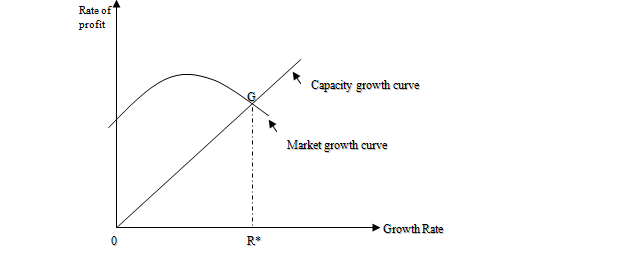 Rate of
profit
Capacity growth curve
G
Market growth curve
Growth Rate
0
R*